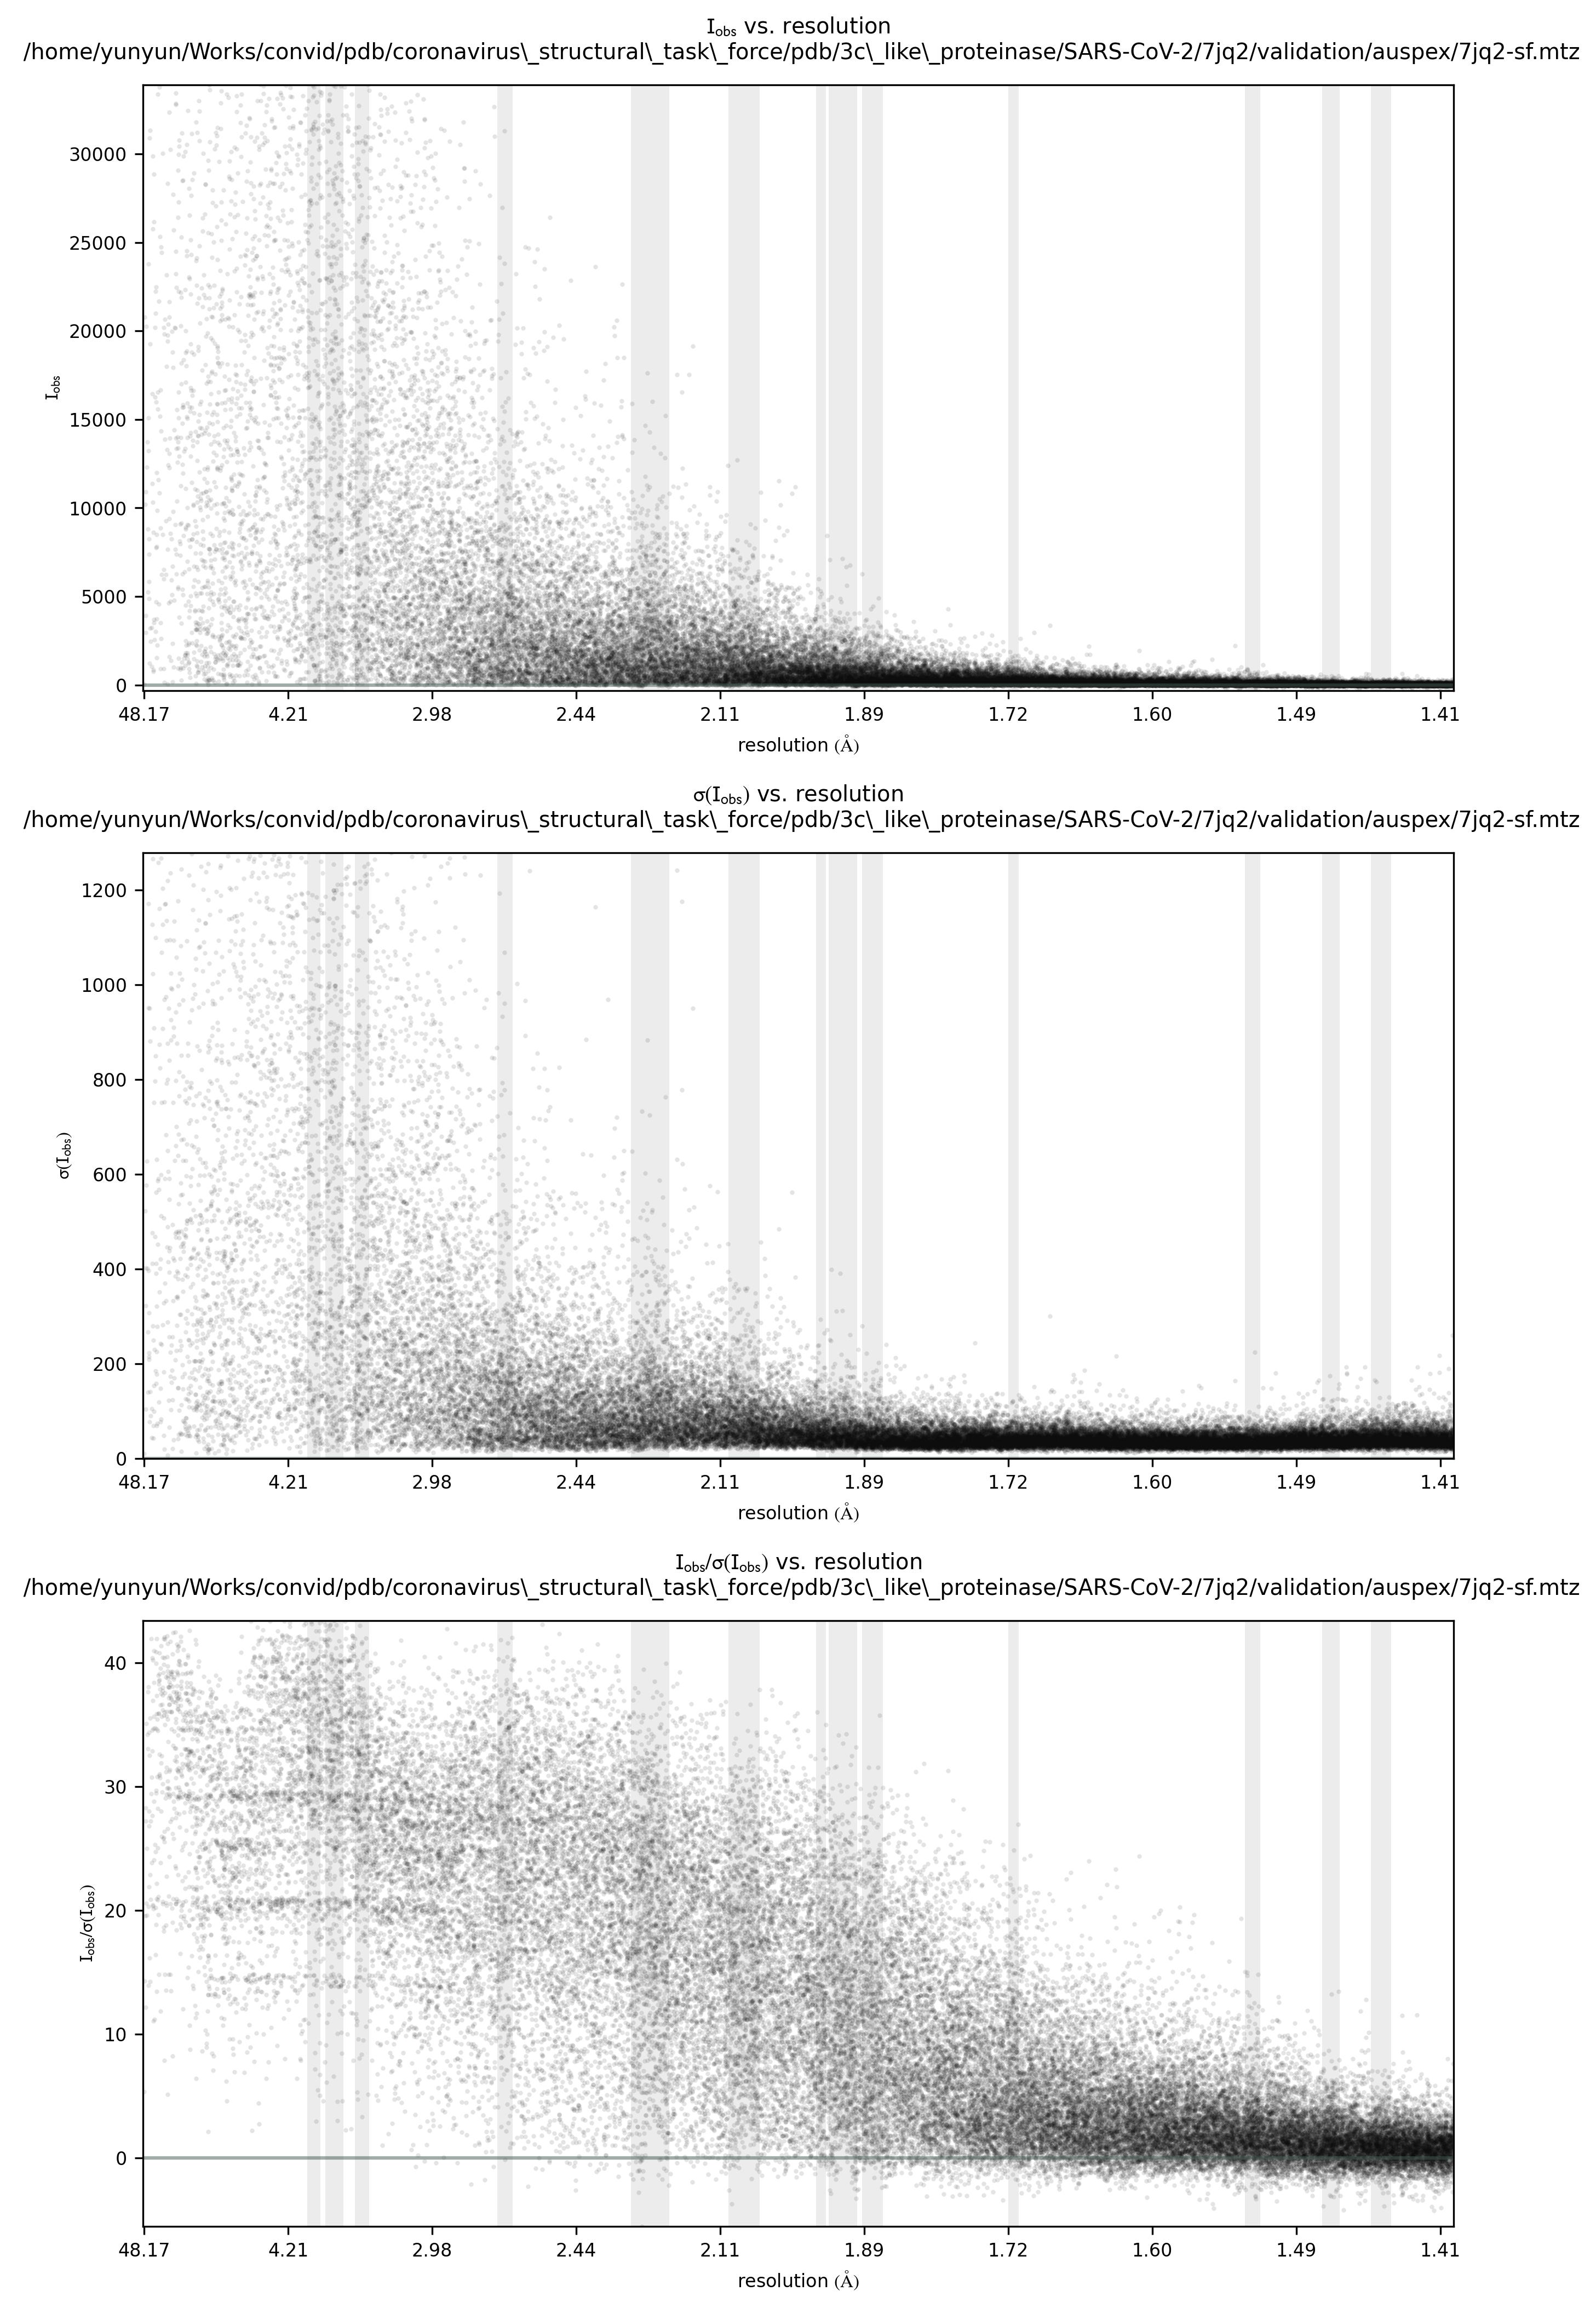 Iobs vs. resolution
/home/yunyun/Works/convid/pdb/coronavirus\_structural\_task\_force/pdb/3c\_like\_proteinase/SARS-CoV-2/7jq2/validation/auspex/7jq2-sf.mtz
30000
25000
20000
15000
10000
5000
0
Iobs
48.17 4.21 2.98 2.44 2.11 1.89 1.72 1.60 1.49 1.41
resolution (Å)
σ(Iobs) vs. resolution
/home/yunyun/Works/convid/pdb/coronavirus\_structural\_task\_force/pdb/3c\_like\_proteinase/SARS-CoV-2/7jq2/validation/auspex/7jq2-sf.mtz
1200
1000
800
600
400
200
0
σ(Iobs)
48.17 4.21 2.98 2.44 2.11 1.89 1.72 1.60 1.49 1.41
resolution (Å)
Iobs/σ(Iobs) vs. resolution
/home/yunyun/Works/convid/pdb/coronavirus\_structural\_task\_force/pdb/3c\_like\_proteinase/SARS-CoV-2/7jq2/validation/auspex/7jq2-sf.mtz
40
30
20
10
0
Iobs/σ(Iobs)
48.17 4.21 2.98 2.44 2.11 1.89 1.72 1.60 1.49 1.41
resolution (Å)